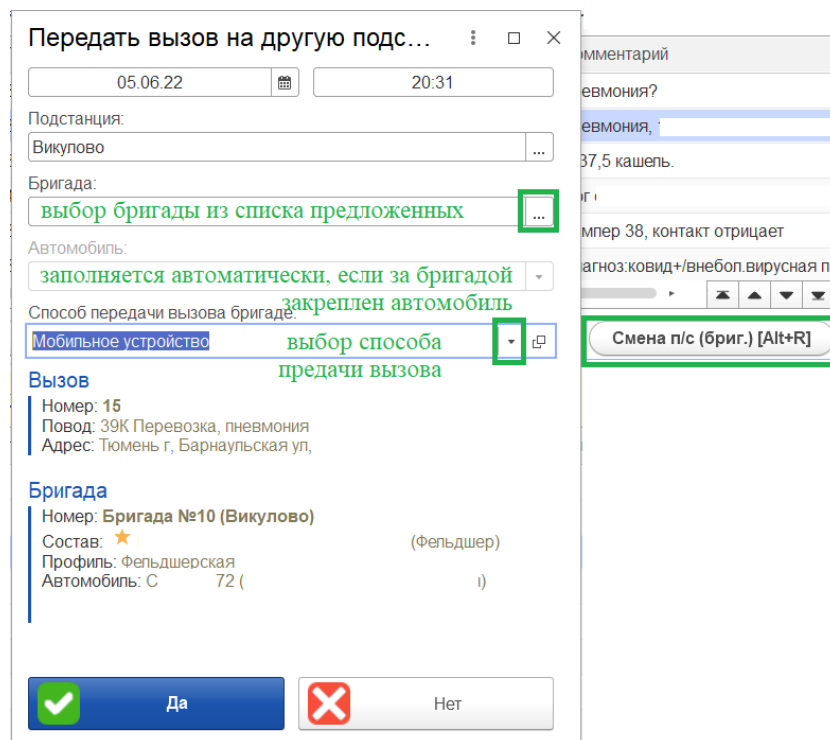 Передать вызов на другую подс...
05.06.22
20:31
Подстанция:
Викулово
...
Бригада:
выбор бригады из списка предложенных
...
Автомобиль:
заполняется автоматически, если за бригадой
закреплен автомобиль
Способ передачи вызова бригаде:
Мобильное устройство
выбор способа
предачи вызова
Вызов
Номер: 15
Повод: 39К Перевозка, пневмония
Адрес: Тюмень г, Барнаульская ул,
Бригада
Номер: Бригада №10 (Викулово)
Состав: (Фельдшер)
Профиль: Фельдшерская
Автомобиль: С 72 ( )
Да
Нет
омментарий
евмония?
евмония,
37,5 кашель.
мпер 38, контакт отрицает
иагноз:ковид+/внебол.вирусная п
Смена п/с (бриг.) [Alt+R]